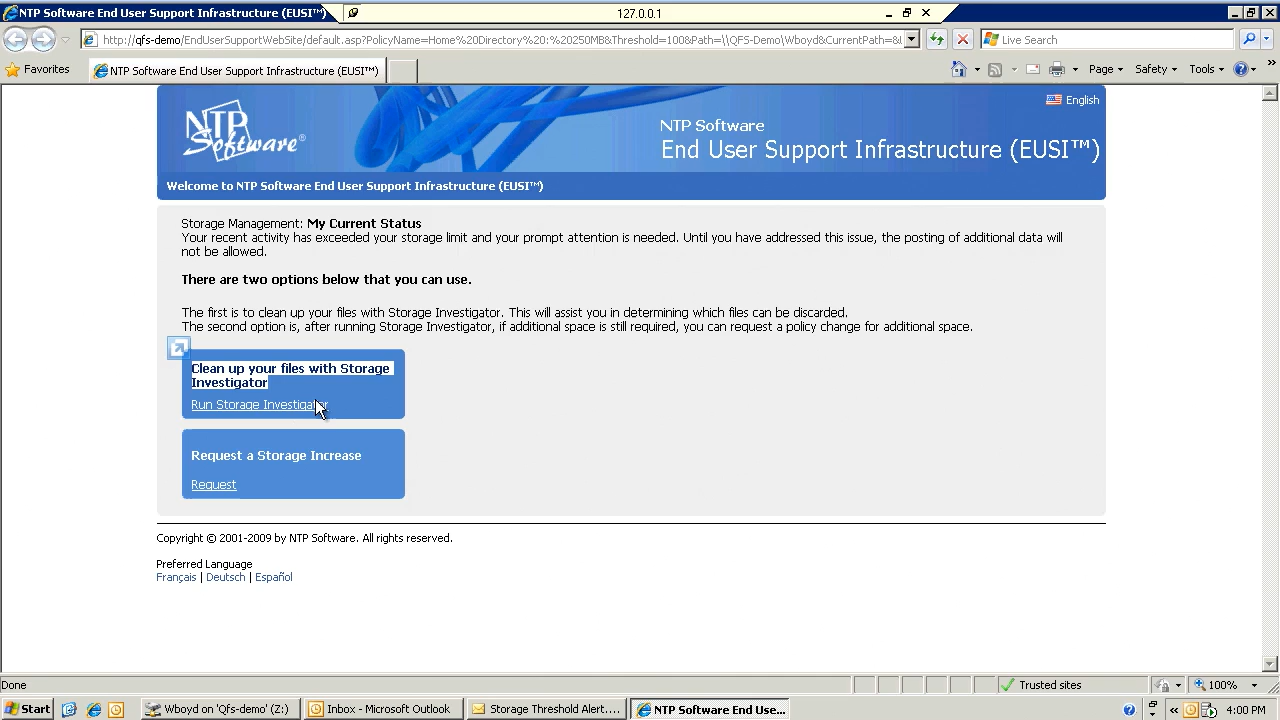 NTP Software End User Support Infrastructure (EUSI™)
127.0.0.1
http://qfs-demo/EndUserSupportWebSite/default.asp?PolicyName=Home%20Directory%20:%20250MB&Threshold=100&Path=\\QFS-Demo\Wboyd&CurrentPath=&
Live Search
Favorites
NTP Software End User Support Infrastructure (EUSI™)
Page
Safety
Tools
NTP Software®
English
NTP Software
End User Support Infrastructure (EUSI™)
Welcome to NTP Software End User Support Infrastructure (EUSI™)
Storage Management: My Current Status
Your recent activity has exceeded your storage limit and your prompt attention is needed. Until you have addressed this issue, the posting of additional data will
not be allowed.
There are two options below that you can use.
The first is to clean up your files with Storage Investigator. This will assist you in determining which files can be discarded.
The second option is, after running Storage Investigator, if additional space is still required, you can request a policy change for additional space.
Clean up your files with Storage
Investigator
Run Storage Investigator
Request a Storage Increase
Request
Copyright © 2001-2009 by NTP Software. All rights reserved.
Preferred Language
Français | Deutsch | Español
Done
Trusted sites
100%
Start
Wboyd on 'Qfs-demo' (Z:)
Inbox - Microsoft Outlook
Storage Threshold Alert....
NTP Software End Use...
4:00 PM